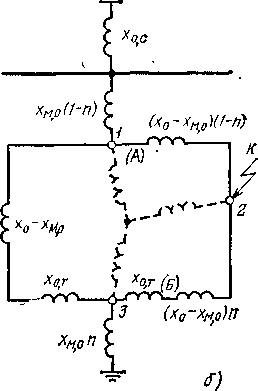 x₀,с
xм,₀(1-n)
1
(A)
(x₀-xм,₀)(1-n)
К
2
x₀-xм,₀
x₀,т
x₀,т
(Б)
3
(x₀-xм,₀)n
xм,₀ n
б)